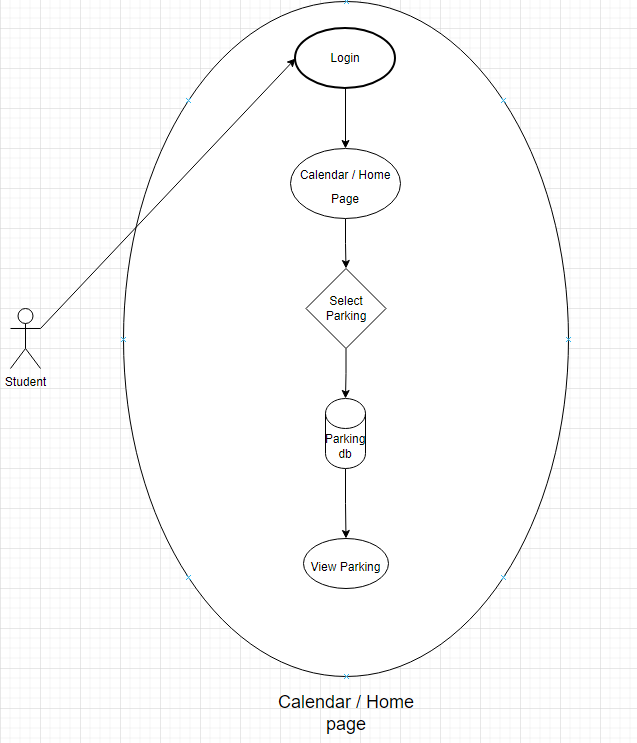 Login
Calendar / Home
Page
Select
Parking
Student
Parking
db
View Parking
Calendar / Home
page